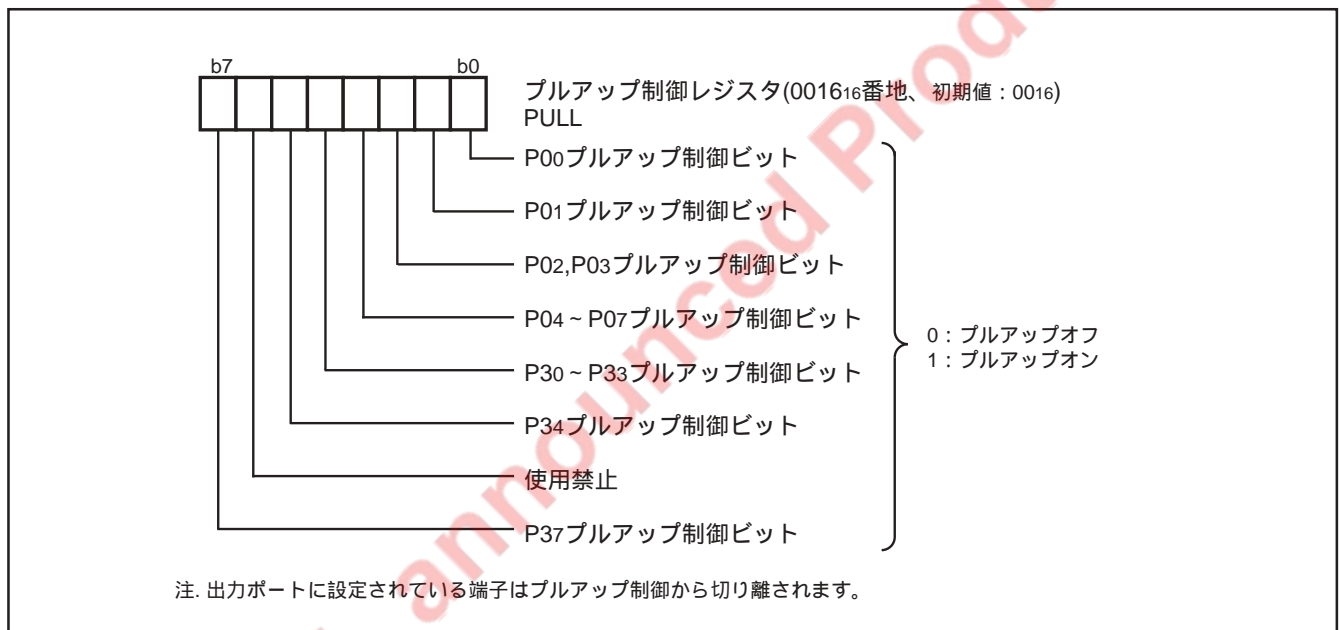 b7 b0
プルアップ制御レジスタ(001616番地、初期値:0016)
PULL
P00プルアップ制御ビット
P01プルアップ制御ビット
P02,P03プルアップ制御ビット
P04~P07プルアップ制御ビット
P30~P33プルアップ制御ビット
P34プルアップ制御ビット
使用禁止
P37プルアップ制御ビット
0:プルアップオフ
1:プルアップオン
注. 出力ポートに設定されている端子はプルアップ制御から切り離されます。
announced